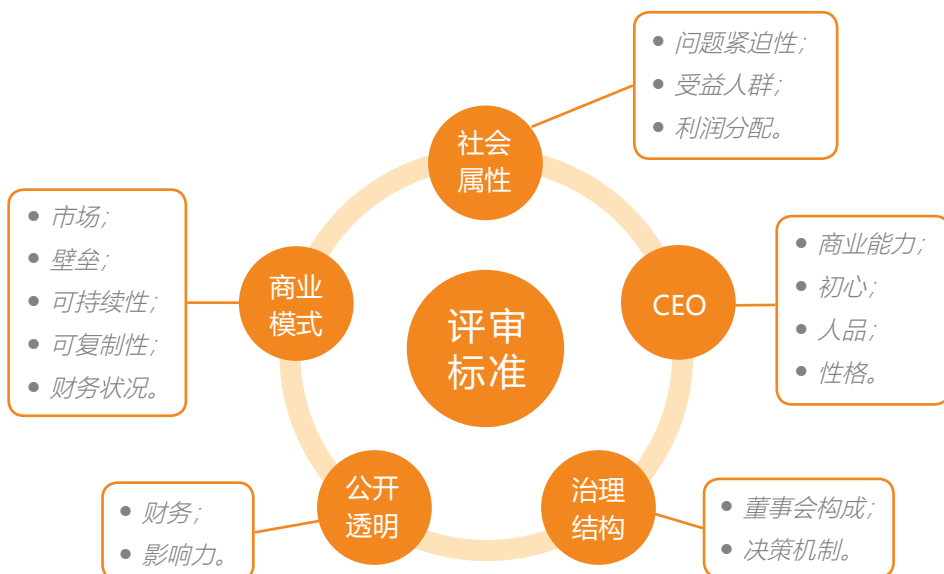 问题紧迫性；
受益人群；
利润分配。
社会
属性
市场；
壁垒；
可持续性；
可复制性；
财务状况。
商业
模式
评审
标准
CEO
商业能力；
初心；
人品；
性格。
公开
透明
财务；
影响力。
治理
结构
董事会构成；
决策机制。